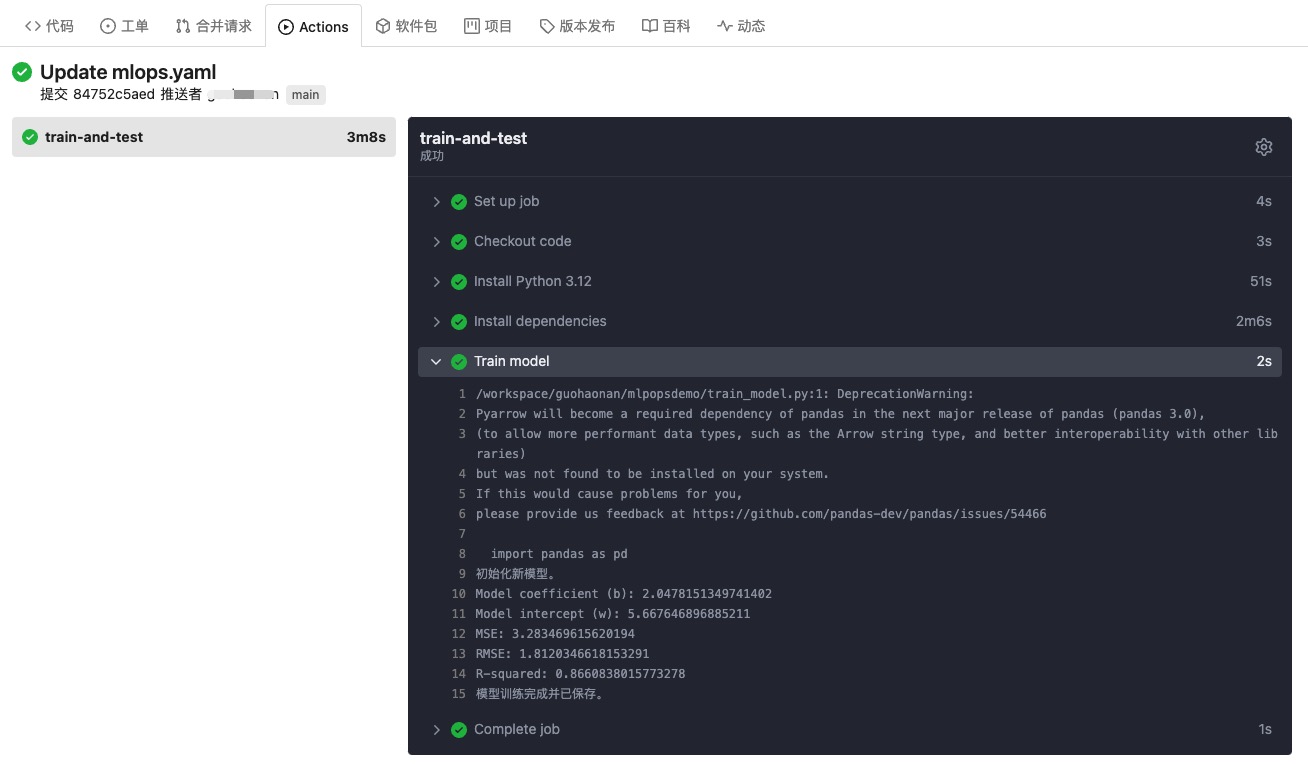 代码 工单 合并请求 Actions 软件包 项目 版本发布 百科 动态
Update mlops.yaml
提交 84752c5aed 推送者 main
train-and-test 3m8s
train-and-test
成功
Set up job 4s
Checkout code 3s
Install Python 3.12 51s
Install dependencies 2m6s
Train model 2s
1 /workspace/guohaonan/mlpopsdemo/train_model.py:1: DeprecationWarning:
2 Pyarrow will become a required dependency of pandas in the next major release of pandas (pandas 3.0),
3 (to allow more performant data types, such as the Arrow string type, and better interoperability with other lib
raries)
4 but was not found to be installed on your system.
5 If this would cause problems for you,
6 please provide us feedback at https://github.com/pandas-dev/pandas/issues/54466
7
8 import pandas as pd
9 初始化新模型。
10 Model coefficient (b): 2.0478151349741402
11 Model intercept (w): 5.667646896885211
12 MSE: 3.283469615620194
13 RMSE: 1.8120346618153291
14 R-squared: 0.8660838015773278
15 模型训练完成并已保存。
Complete job 1s